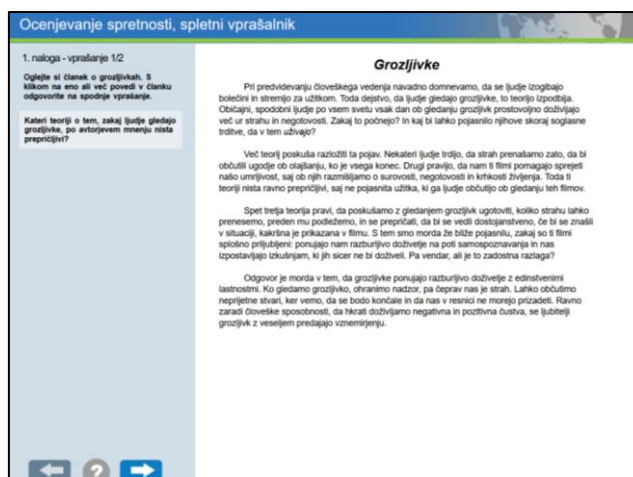 Ocenjevanje spretnosti, spletni vprašalnik
1. naloga - vprašanje 1/2
Oglejte si članek o grozljivkah. S
klikom na eno ali več povedi v članku
odgovorite na spodnje vprašanje.
Kateri teoriji o tem, zakaj ljudje gledajo
grozljivke, po avtorjevem mnenju nista
prepričljivi?
Grozljivke
Pri predvidevanju človeškega vedenja navadno domnevamo, da se ljudje izogibajo
bolečini in stremijo za užitkom. Toda dejstvo, da ljudje gledajo grozljivke, to teorijo izpodbija.
Običajni, spodobni ljudje po vsem svetu vsak dan ob gledanju grozljivk prostovoljno doživljajo
več ur strahu in negotovosti. Zakaj to počnejo? In kaj bi lahko pojasnilo njihove skoraj soglasne
trditve, da v tem uživajo?
Več teorij poskuša razložiti ta pojav. Nekateri ljudje trdijo, da strah prenašamo zato, da bi
občutili ugodje ob olajšanju, ko je vsega konec. Drugi pravijo, da nam ti filmi pomagajo sprejeti
našo umrljivost, saj ob njih razmišljamo o surovosti, negotovosti in krhkosti življenja. Toda ti
teoriji nista ravno prepričljivi, saj ne pojasnita užitka, ki ga ljudje občutijo ob gledanju teh filmov.
Spet tretja teorija pravi, da poskušamo z gledanjem grozljivk ugotoviti, koliko strahu lahko
prenesemo, preden mu podležemo, in se prepričati, da bi se vedli dostojanstveno, če bi se znašli
v situaciji, kakršna je prikazana v filmu. S tem smo morda že bliže pojasnilu, zakaj so ti filmi
splošno priljubljeni: ponujajo nam razburljivo doživetje na poti samospoznavanja in nas
izpostavljajo izkušnjam, ki jih sicer ne bi doživeli. Pa vendar, ali je to zadostna razlaga?
Odgovor je morda v tem, da grozljivke ponujajo razburljivo doživetje z edinstvenimi
lastnostmi. Ko gledamo grozljivko, ohranimo nadzor, pa čeprav nas je strah. Lahko občutimo
neprijetne stvari, ker vemo, da se bodo končale in da nas v resnici ne morejo prizadeti. Ravno
zaradi človeške sposobnosti, da hkrati doživljamo negativna in pozitivna čustva, se ljubitelji
grozljivk z veseljem predajajo vznemirjenju.
?